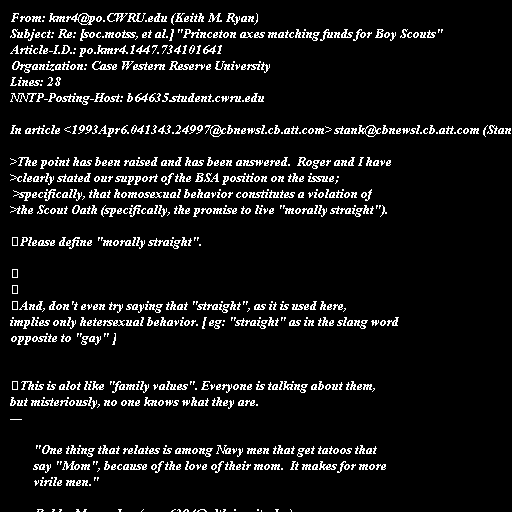 From: kmr4@po.CWRU.edu (Keith M. Ryan)
Subject: Re: [soc.motss, et al.] "Princeton axes matching funds for Boy Scouts"
Article-I.D.: po.kmr4.1447.734101641
Organization: Case Western Reserve University
Lines: 28
NNTP-Posting-Host: b64635.student.cwru.edu
In article <1993Apr6.041343.24997@cbnewsl.cb.att.com> stank@cbnewsl.cb.att.com (Stan
>The point has been raised and has been answered.  Roger and I have
>clearly stated our support of the BSA position on the issue;
>specifically, that homosexual behavior constitutes a violation of
>the Scout Oath (specifically, the promise to live "morally straight").
Please define "morally straight".
And, don't even try saying that "straight", as it is used here,
implies only hetersexual behavior. [ eg: "straight" as in the slang word
opposite to "gay" ]
This is alot like "family values". Everyone is talking about them,
but misteriously, no one knows what they are.
---
"One thing that relates is among Navy men that get tatoos that
say "Mom", because of the love of their mom.  It makes for more
virile men."